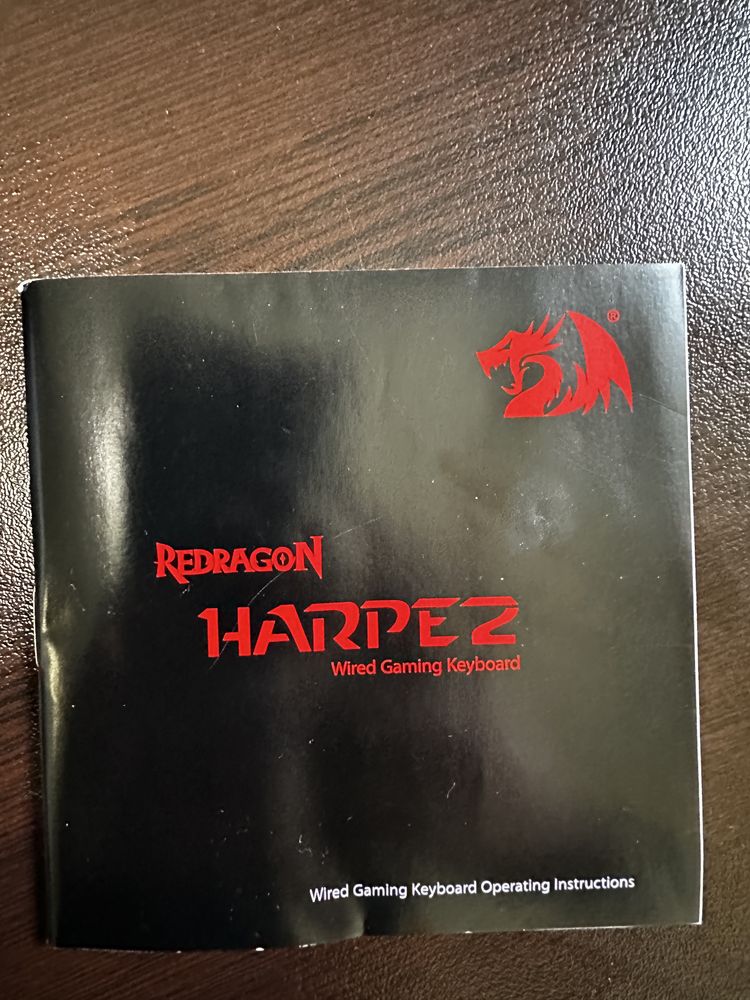 ®
REDRAGON
HARPE 2
Wired Gaming Keyboard
Wired Gaming Keyboard Operating Instructions